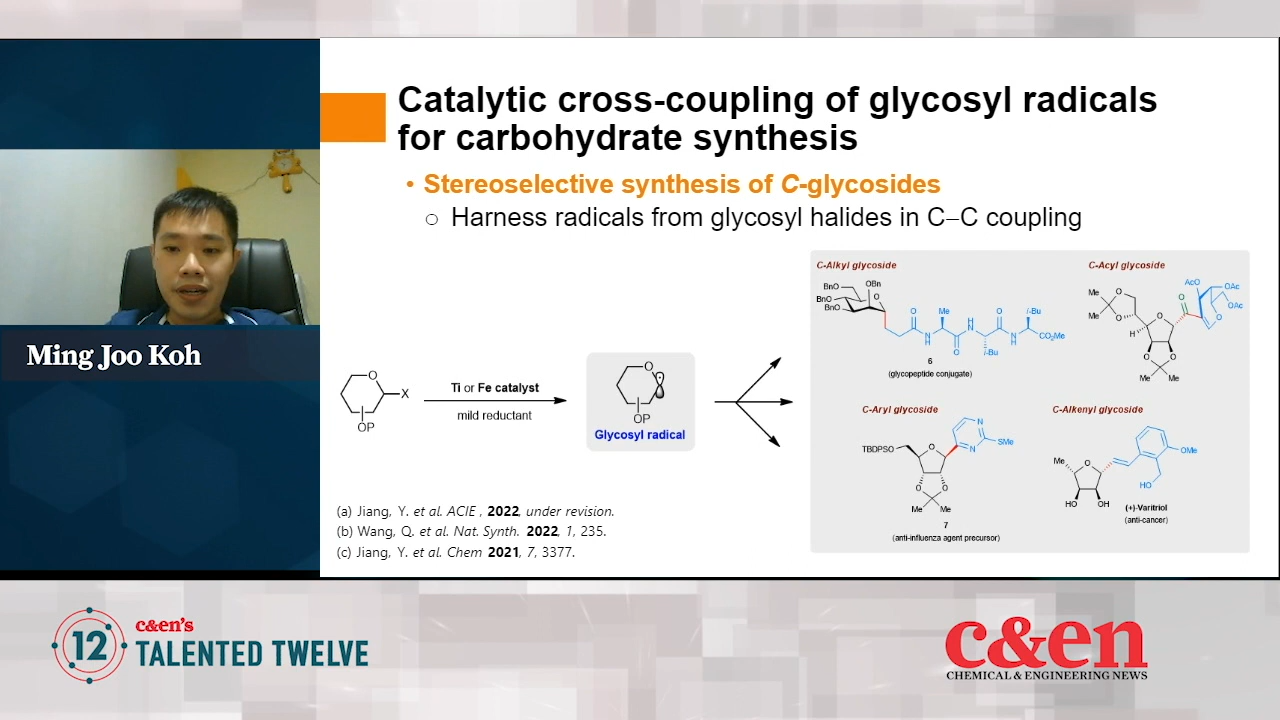 Catalytic cross-coupling of glycosyl radicals
for carbohydrate synthesis
• Stereoselective synthesis of C-glycosides
○ Harness radicals from glycosyl halides in C–C coupling
Ming Joo Koh
O
X
OP
Ti or Fe catalyst
mild reductant
O
OP
Glycosyl radical
C-Alkyl glycoside
BnO
OBn
BnO
BnO
O
O
Me
H
N
O
i-Bu
N
H
O
N
H
i-Bu
O
CO2Me
6
(glycopeptide conjugate)
C-Acyl glycoside
Me
Me
O
O
H
O
O
AcO
OAc
OAc
O
O
O
Me
Me
C-Aryl glycoside
TBDPSO
O
N
N
SMe
O
O
Me
Me
7
(anti-influenza agent precursor)
C-Alkenyl glycoside
Me
O
OMe
HO
HO
OH
(+)-Varitriol
(anti-cancer)
(a) Jiang, Y. et al. ACIE , 2022, under revision.
(b) Wang, Q. et al. Nat. Synth. 2022, 1, 235.
(c) Jiang, Y. et al. Chem 2021, 7, 3377.
12
c&en's
TALENTED TWELVE
c&en
CHEMICAL & ENGINEERING NEWS